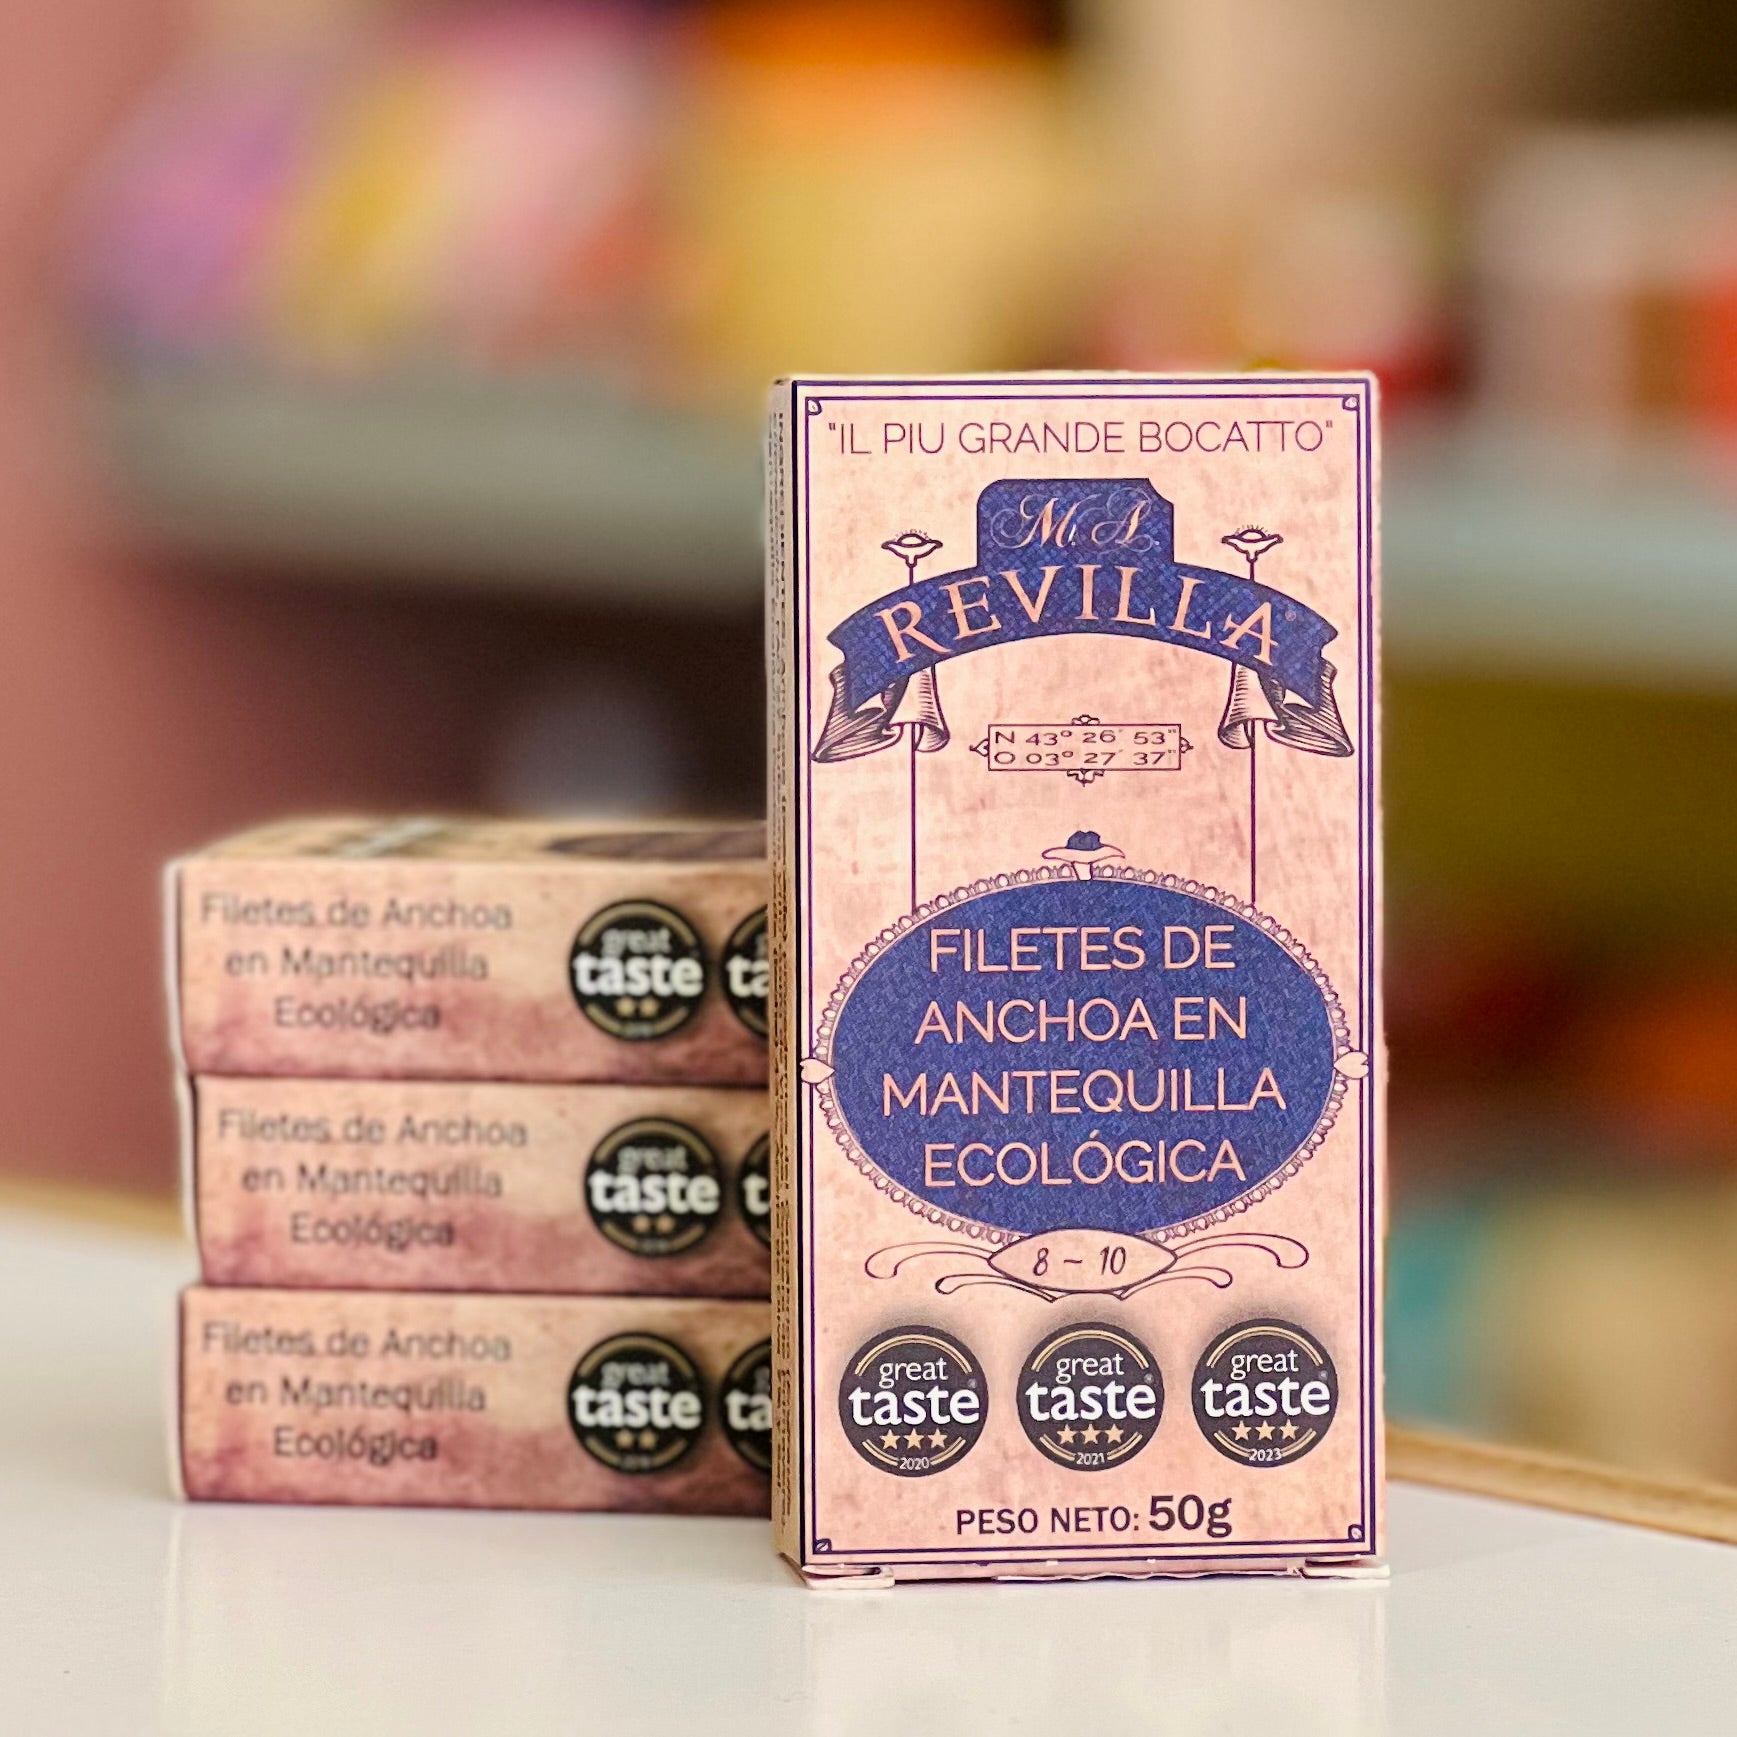 "IL PIU GRANDE BOCATTO"
M. A.
REVILLA®
N 43º 26´ 53"
O 03º 27´ 37"
FILETES DE
ANCHOA EN
MANTEQUILLA
ECOLÓGICA
8 ~ 10
great
taste®
2020
great
taste®
2021
great
taste®
2023
PESO NETO: 50g
Filetes de Anchoa
en Mantequilla
Ecológica
great
taste
ta
Filetes de Anchoa
en Mantequilla
Ecológica
great
taste
t
Filetes de Anchoa
en Mantequilla
Ecológica
great
taste
ta